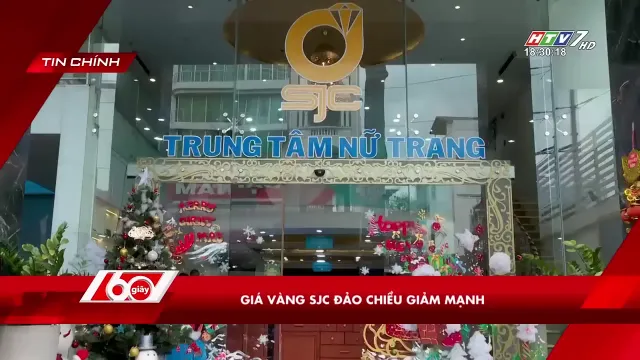 TIN CHÍNH
HTV7 HD
18:30:18
SJC
TRUNG TÂM NỮ TRANG
60 giây
GIÁ VÀNG SJC ĐẢO CHIỀU GIẢM MẠNH